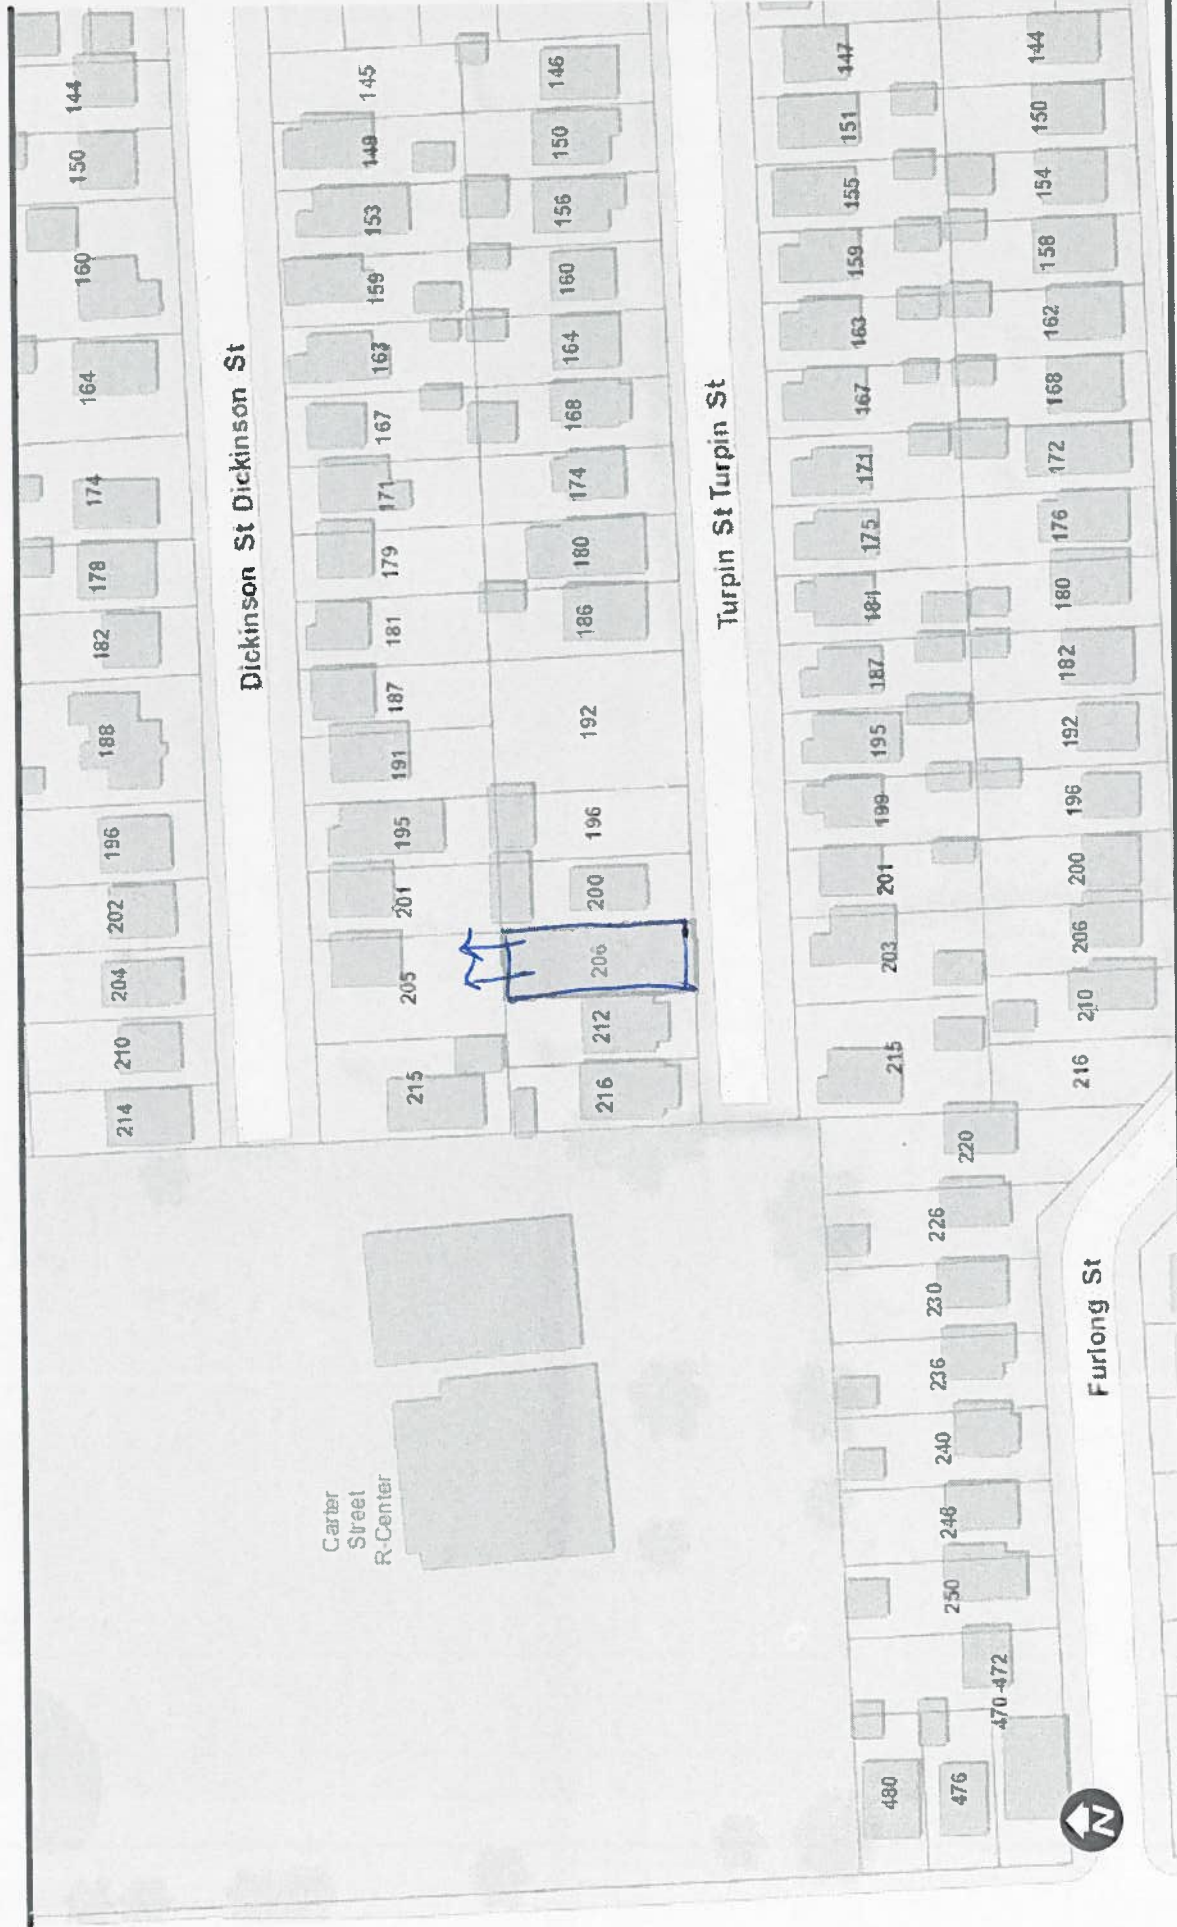 214 210 204 202 196 188 182 178 174 164 160 150 144
Dickinson St Dickinson St
Carter
Street
R-Center
215 205 201 195 191 187 181 179 171 167 163 159 153 149 145
216 212 206 200 196 192 186 180 174 168 164 160 156 150 146
Turpin St Turpin St
215 203 201 199 195 187 181 175 171 167 163 159 155 151 147
480
476
470-472 250 246 240 236 230 226 220
216 210 206 200 196 192 182 180 176 172 168 162 158 154 150 144
Furlong St
N